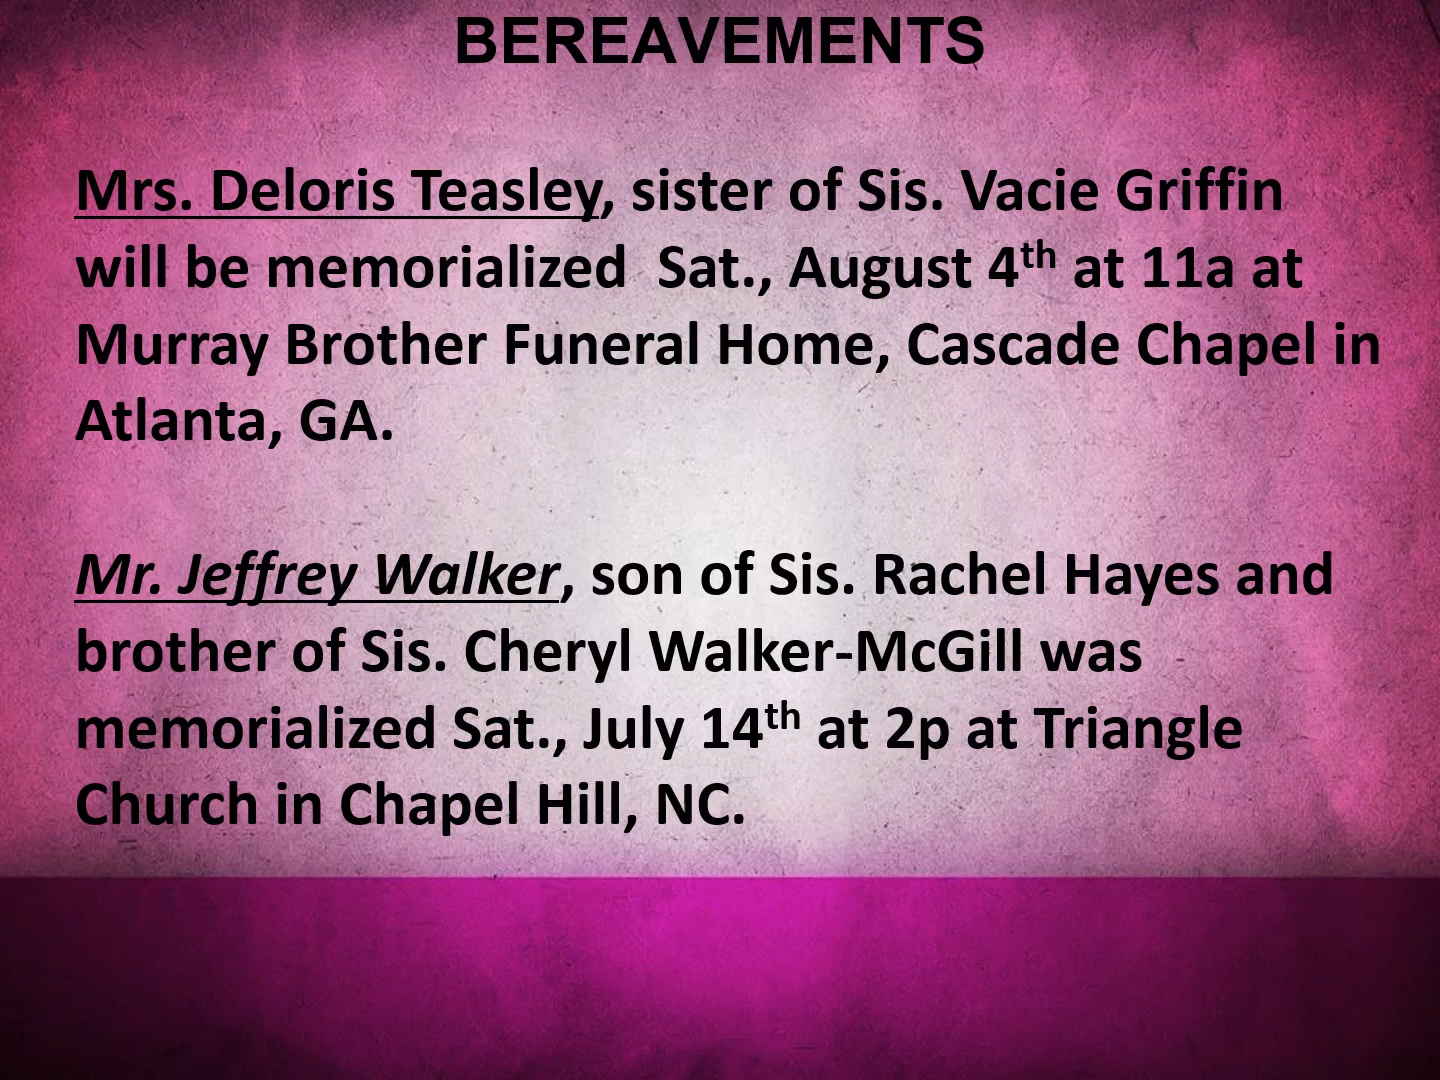 BEREAVEMENTS
Mrs. Deloris Teasley, sister of Sis. Vacie Griffin
will be memorialized  Sat., August 4th at 11a at
Murray Brother Funeral Home, Cascade Chapel in
Atlanta, GA.
Mr. Jeffrey Walker, son of Sis. Rachel Hayes and
brother of Sis. Cheryl Walker-McGill was
memorialized Sat., July 14th at 2p at Triangle
Church in Chapel Hill, NC.